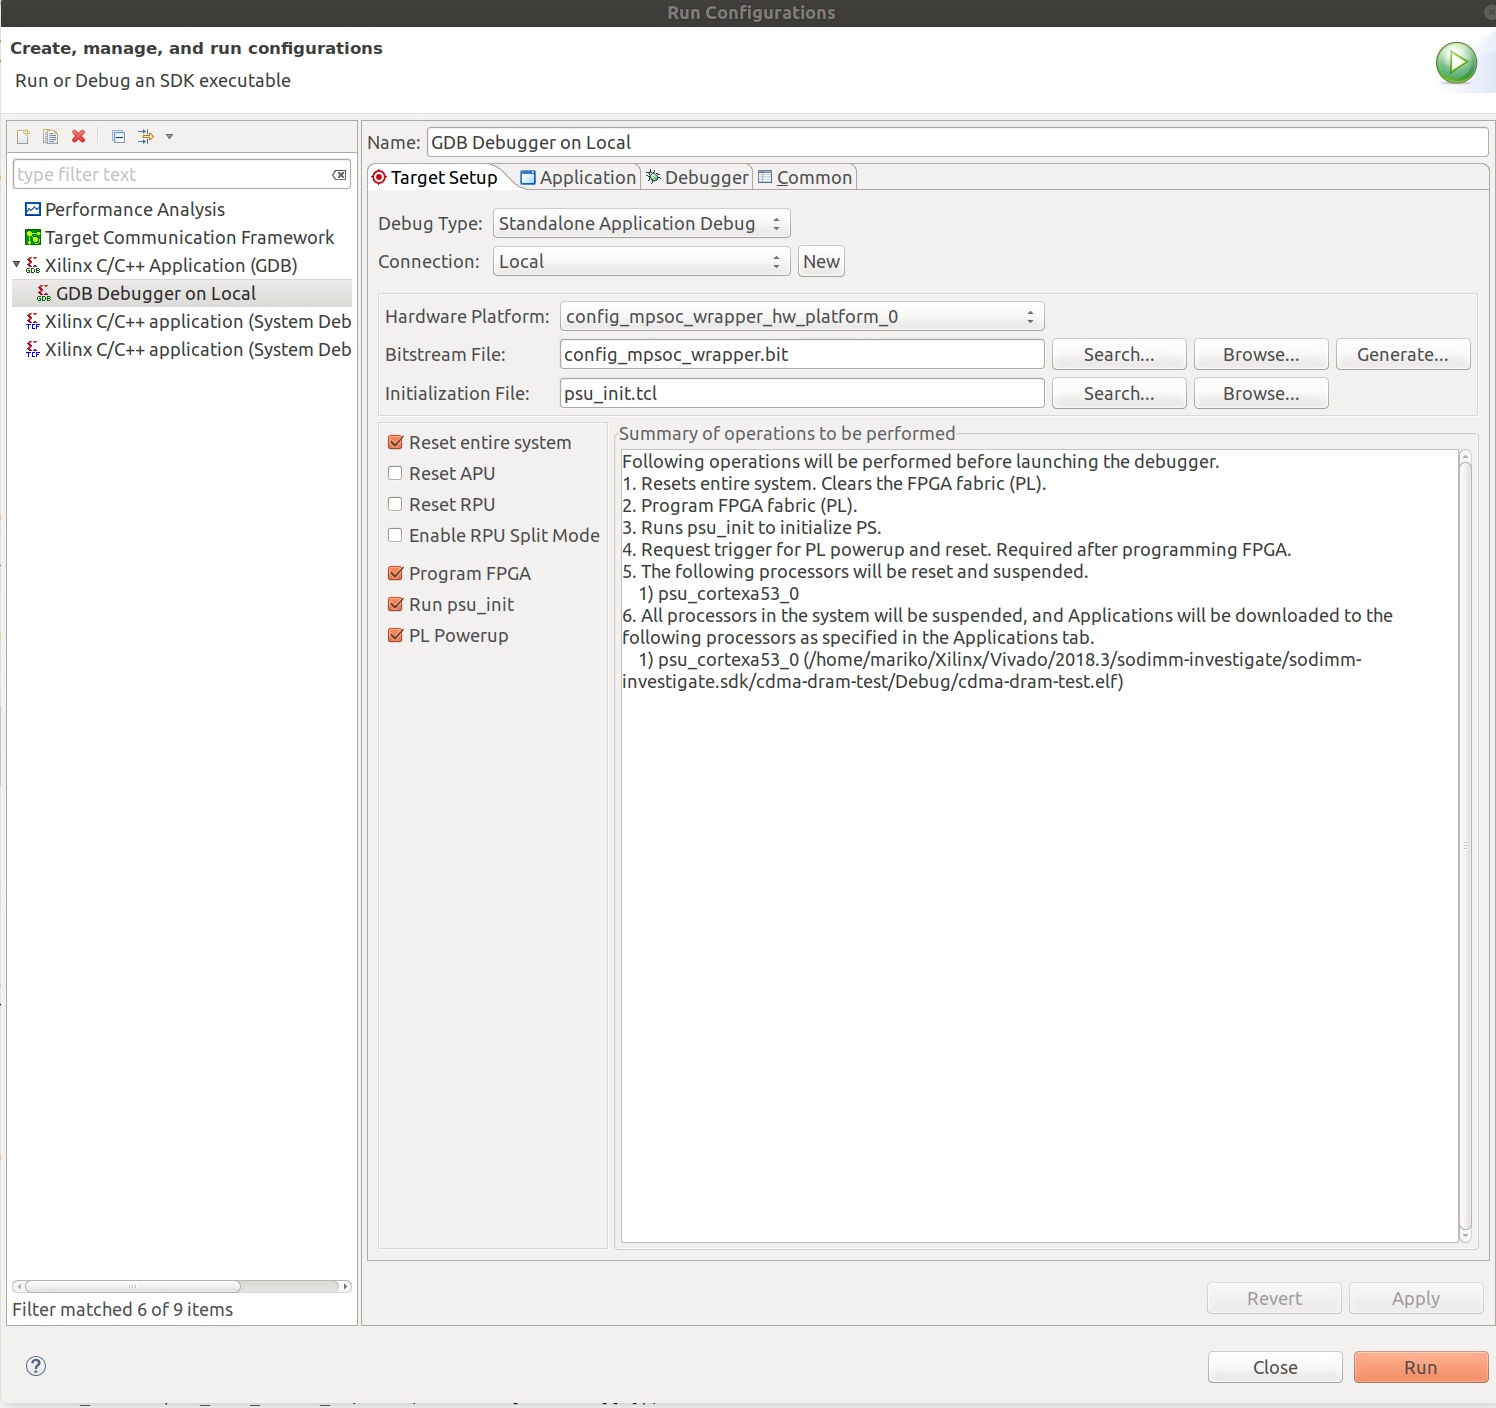 Run Configurations
Create, manage, and run configurations
Run or Debug an SDK executable
type filter text
Performance Analysis
Target Communication Framework
Xilinx C/C++ Application (GDB)
GDB Debugger on Local
Xilinx C/C++ application (System Deb
Xilinx C/C++ application (System Deb
Filter matched 6 of 9 items
Name: GDB Debugger on Local
Target Setup Application Debugger Common
Debug Type: Standalone Application Debug
Connection: Local New
Hardware Platform: config_mpsoc_wrapper_hw_platform_0
Bitstream File: config_mpsoc_wrapper.bit Search... Browse... Generate...
Initialization File: psu_init.tcl Search... Browse...
Reset entire system
Reset APU
Reset RPU
Enable RPU Split Mode
Program FPGA
Run psu_init
PL Powerup
Summary of operations to be performed
Following operations will be performed before launching the debugger.
1. Resets entire system. Clears the FPGA fabric (PL).
2. Program FPGA fabric (PL).
3. Runs psu_init to initialize PS.
4. Request trigger for PL powerup and reset. Required after programming FPGA.
5. The following processors will be reset and suspended.
1) psu_cortexa53_0
6. All processors in the system will be suspended, and Applications will be downloaded to the
following processors as specified in the Applications tab.
1) psu_cortexa53_0 (/home/mariko/Xilinx/Vivado/2018.3/sodimm-investigate/sodimm-
investigate.sdk/cdma-dram-test/Debug/cdma-dram-test.elf)
Revert Apply
Close Run